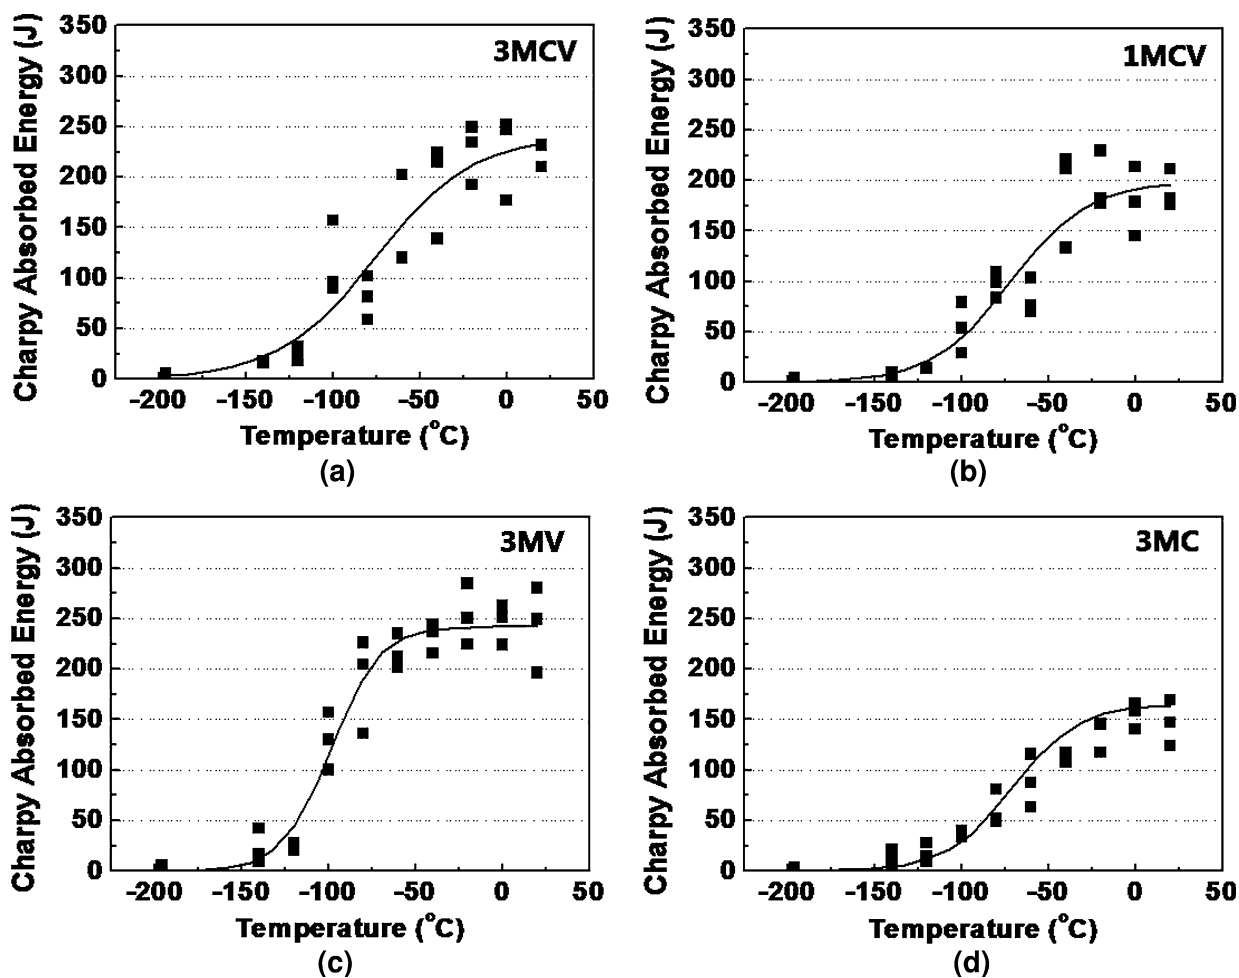 Charpy Absorbed Energy (J)
350
300
250
200
150
100
50
0
3MCV
-200 -150 -100 -50 0 50
Temperature (°C)
(a)
Charpy Absorbed Energy (J)
350
300
250
200
150
100
50
0
1MCV
-200 -150 -100 -50 0 50
Temperature (°C)
(b)
Charpy Absorbed Energy (J)
350
300
250
200
150
100
50
0
3MV
-200 -150 -100 -50 0 50
Temperature (°C)
(c)
Charpy Absorbed Energy (J)
350
300
250
200
150
100
50
0
3MC
-200 -150 -100 -50 0 50
Temperature (°C)
(d)